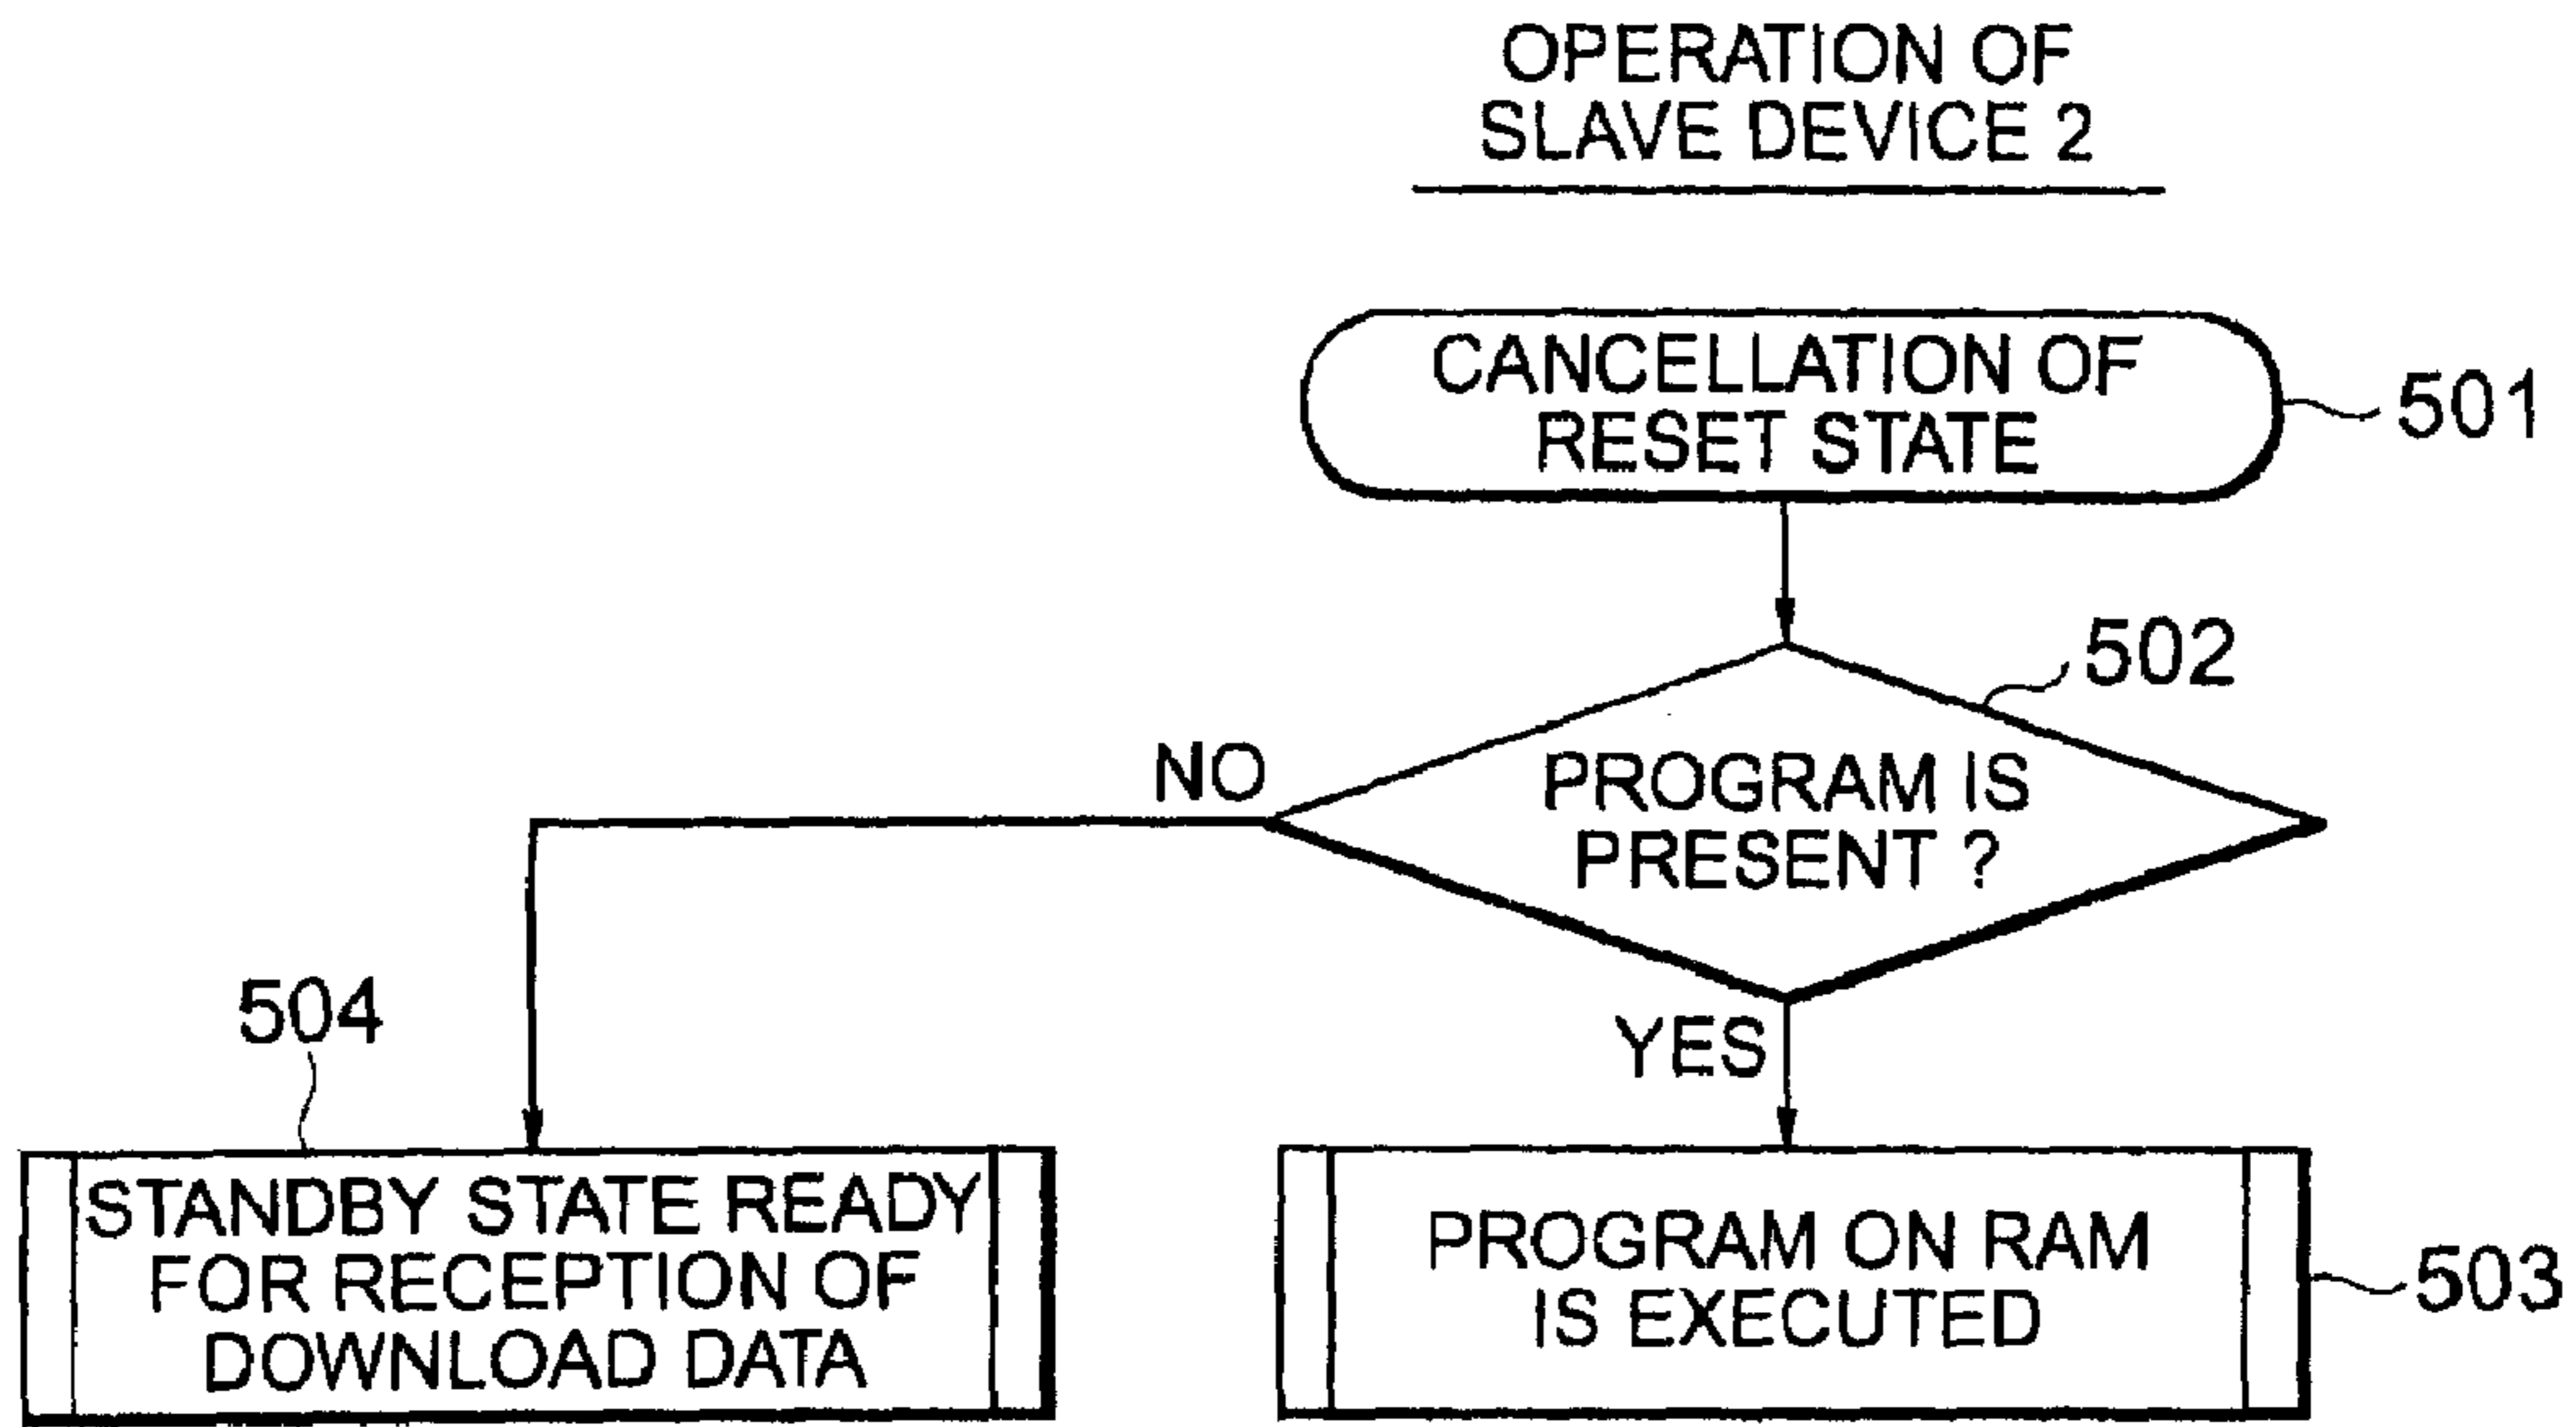 OPERATION OF
SLAVE DEVICE 2
CANCELLATION OF
RESET STATE
501
502
PROGRAM IS
PRESENT ?
NO
YES
504
STANDBY STATE READY
FOR RECEPTION OF
DOWNLOAD DATA
PROGRAM ON RAM
IS EXECUTED
503